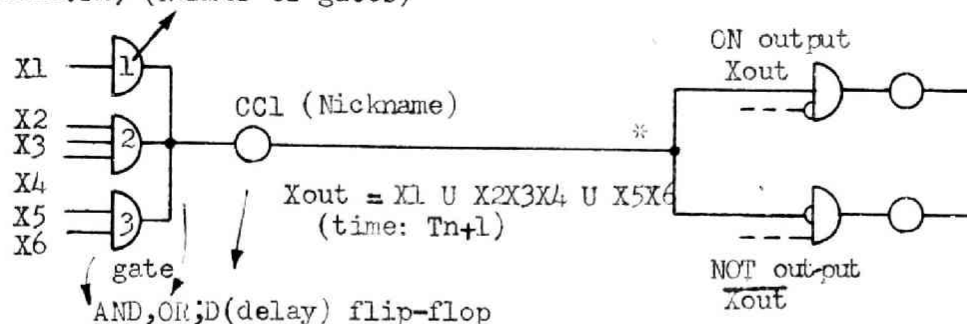 (number of gates)
X1
1
X2
X3
2
X4
X5
X6
3
gate
AND,OR;D(delay) flip-flop
CC1 (Nickname)
*
Xout = X1 U X2X3X4 U X5X6
(time: Tn+1)
ON output
Xout
NOT out-put
X̅o̅u̅t̅